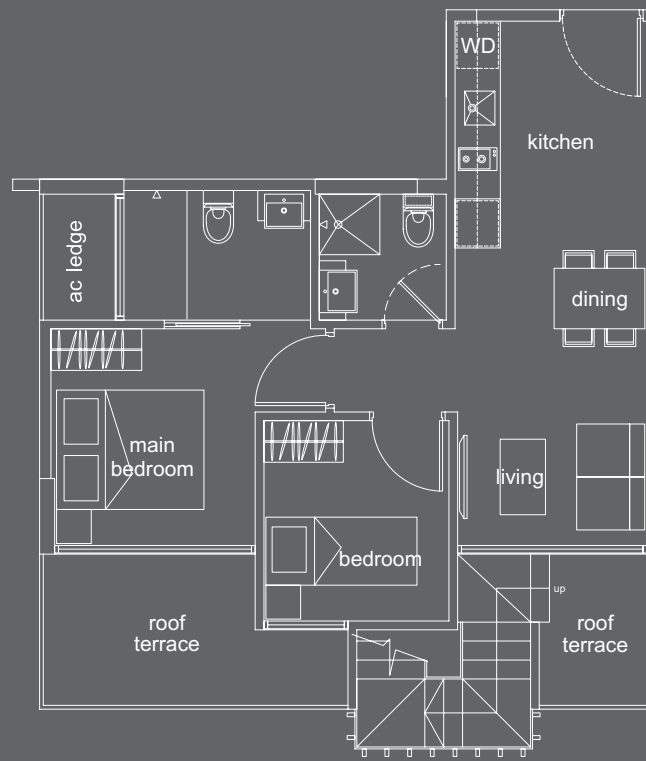 WD
kitchen
ac ledge
dining
main
bedroom
living
bedroom
up
roof
terrace
roof
terrace